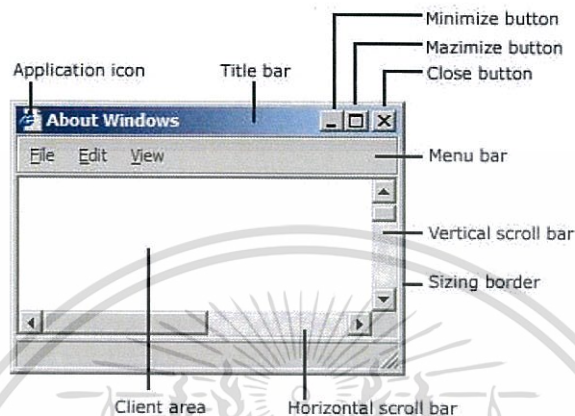 Minimize button
Mazimize button
Application icon Title bar Close button
About Windows
File Edit View
Menu bar
Vertical scroll bar
Sizing border
Client area Horizontal scroll bar